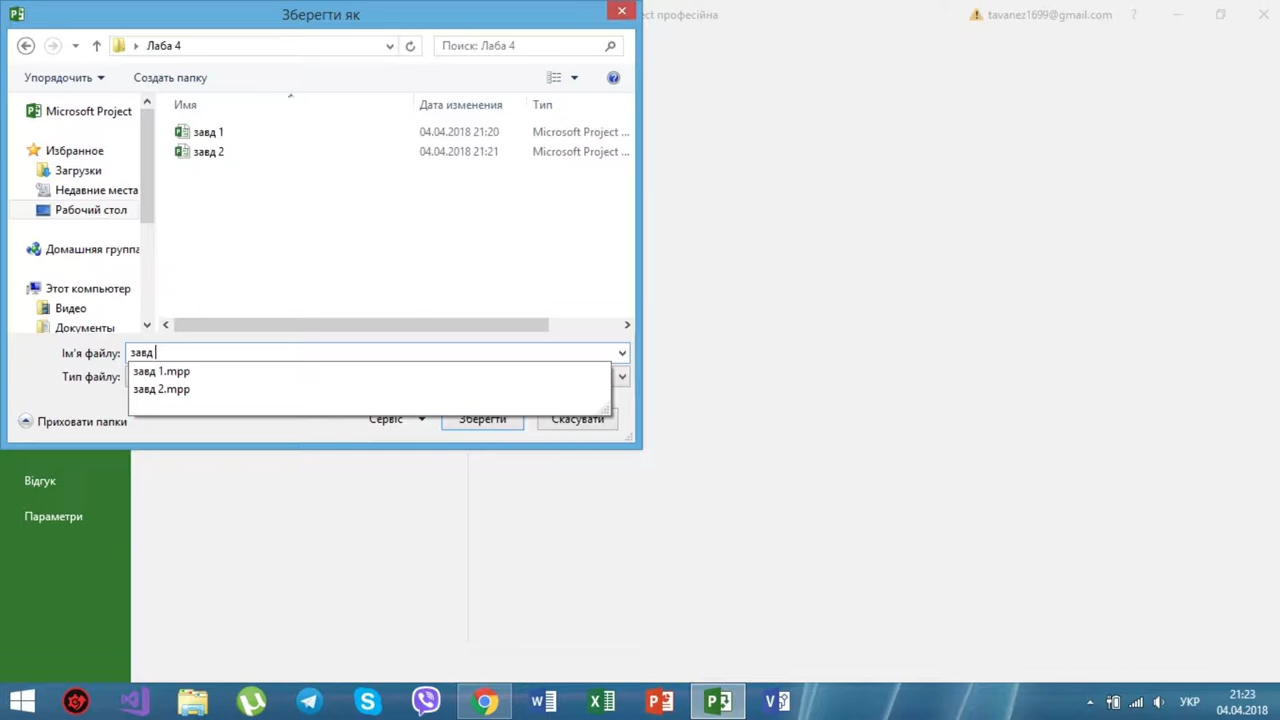 Зберегти як
ect професійна
tavanez1699@gmail.com
Лаба 4
Поиск: Лаба 4
Упорядочить
Создать папку
Microsoft Project
Имя
Дата изменения
Тип
завд 1
04.04.2018 21:20
Microsoft Project ...
завд 2
04.04.2018 21:21
Microsoft Project ...
Избранное
Загрузки
Недавние места
Рабочий стол
Домашняя группа
Этот компьютер
Видео
Документы
Ім'я файлу:
завд
завд 1.mpp
Тип файлу:
завд 2.mpp
Приховати папки
Сервіс
Зберегти
Скасувати
Відгук
Параметри
УКР
21:23
04.04.2018